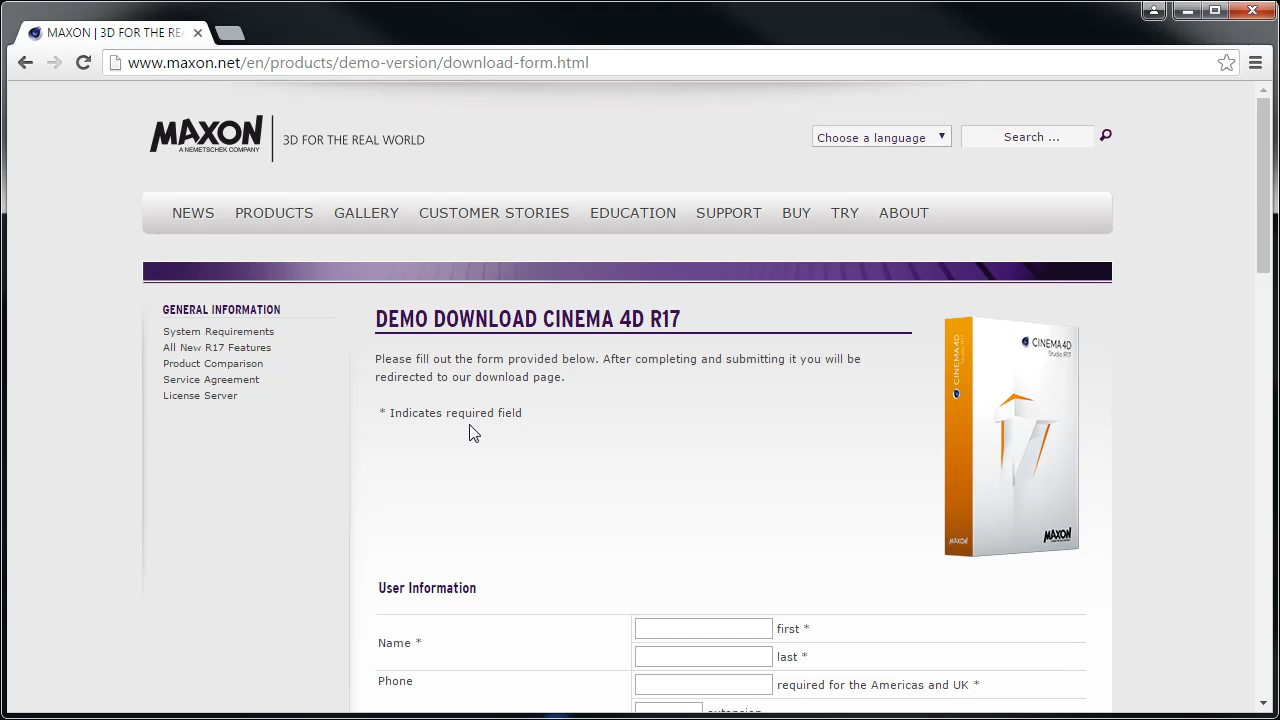 MAXON | 3D FOR THE RE
www.maxon.net/en/products/demo-version/download-form.html
MAXON
A NEMETSCHEK COMPANY
3D FOR THE REAL WORLD
Choose a language
Search ...
NEWS PRODUCTS GALLERY CUSTOMER STORIES EDUCATION SUPPORT BUY TRY ABOUT
GENERAL INFORMATION
System Requirements
All New R17 Features
Product Comparison
Service Agreement
License Server
DEMO DOWNLOAD CINEMA 4D R17
Please fill out the form provided below. After completing and submitting it you will be
redirected to our download page.
* Indicates required field
CINEMA 4D
Studio R17
CINEMA 4D
17
MAXON
MAXON
User Information
Name *
first *
last *
Phone
required for the Americas and UK *
extension